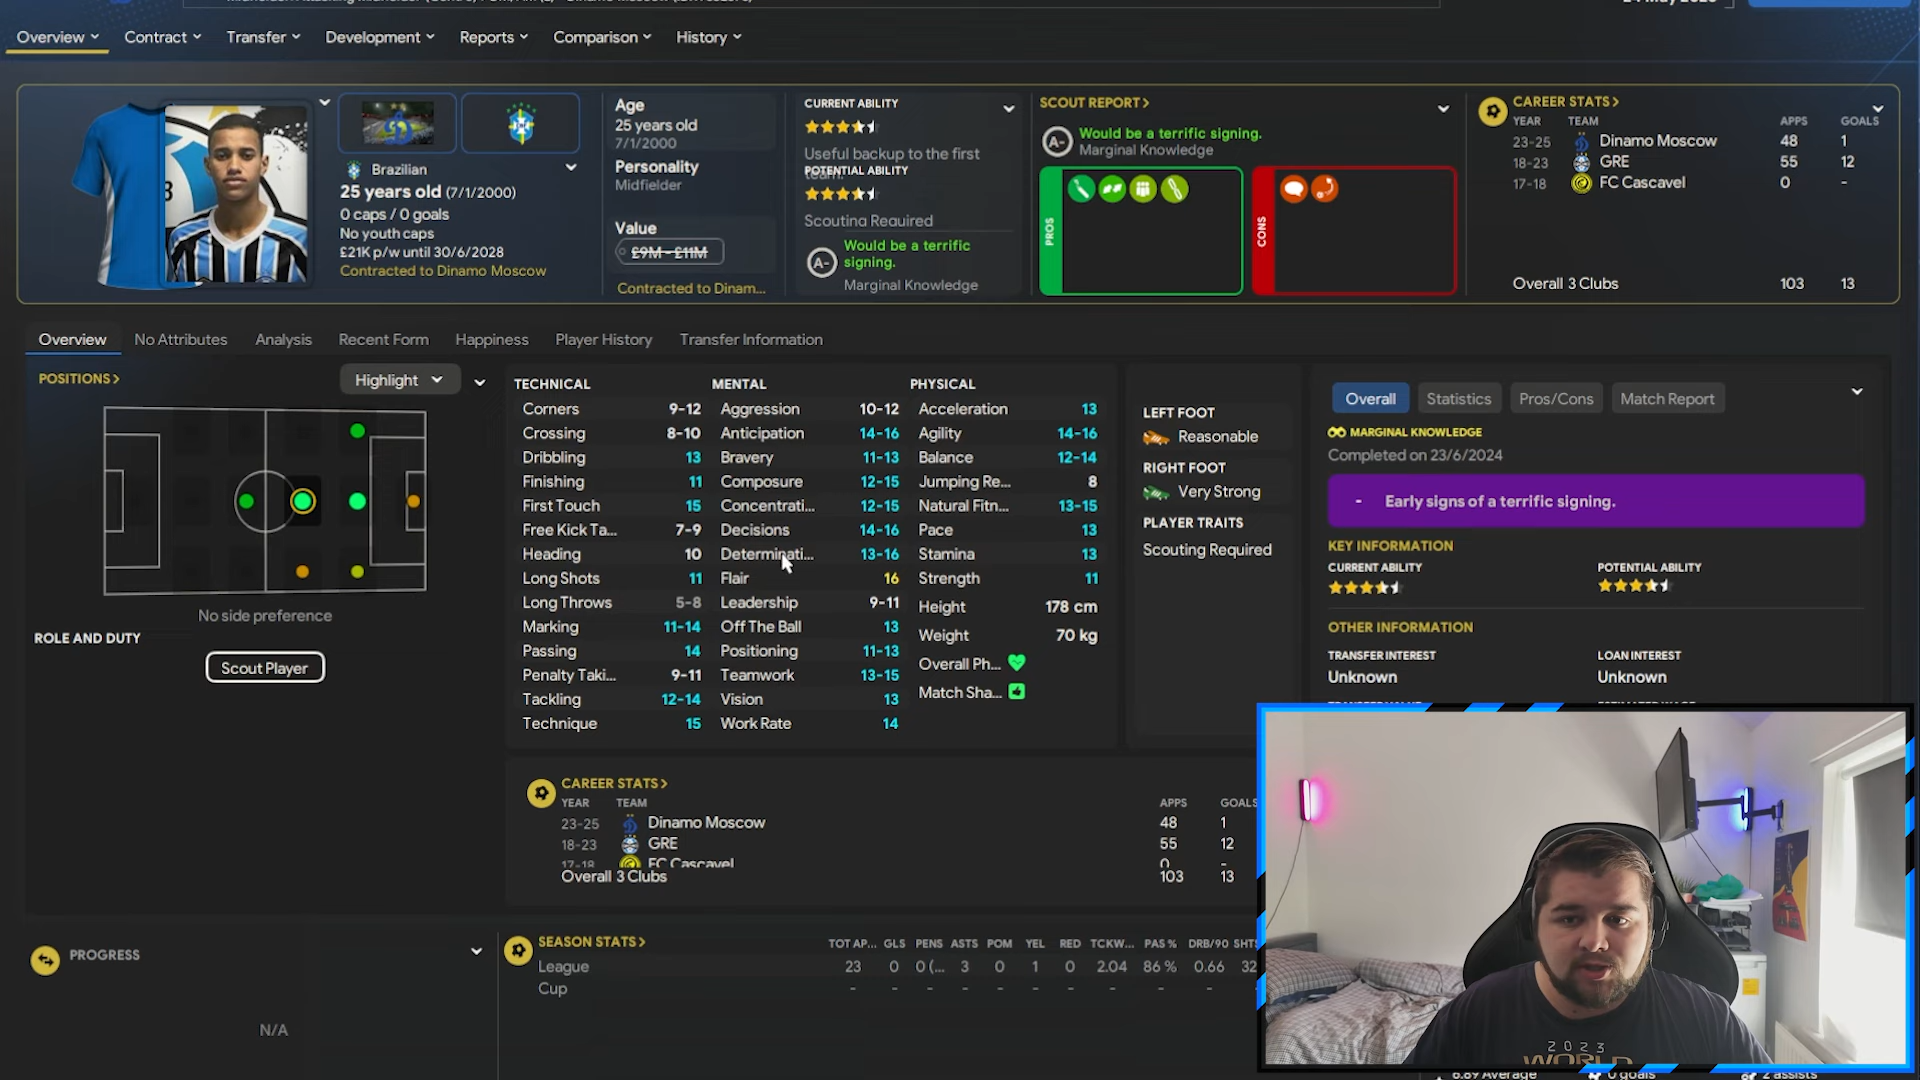 Overview Contract Transfer Development Reports Comparison History
Brazilian
25 years old (7/1/2000)
0 caps / 0 goals
No youth caps
£21K p/w until 30/6/2028
Contracted to Dinamo Moscow
Age
25 years old
7/1/2000
Personality
Midfielder
Value
£9M - £11M
Contracted to Dinam...
CURRENT ABILITY
Useful backup to the first
team.
POTENTIAL ABILITY
Scouting Required
A- Would be a terrific
signing.
Marginal Knowledge
SCOUT REPORT >
A- Would be a terrific signing.
Marginal Knowledge
PROS
CONS
CAREER STATS >
YEAR TEAM APPS GOALS
23-25 Dinamo Moscow 48 1
18-23 GRE 55 12
17-18 FC Cascavel 0 -
Overall 3 Clubs 103 13
Overview No Attributes Analysis Recent Form Happiness Player History Transfer Information
POSITIONS >
Highlight
No side preference
ROLE AND DUTY
Scout Player
TECHNICAL
Corners 9-12
Crossing 8-10
Dribbling 13
Finishing 11
First Touch 15
Free Kick Ta... 7-9
Heading 10
Long Shots 11
Long Throws 5-8
Marking 11-14
Passing 14
Penalty Taki... 9-11
Tackling 12-14
Technique 15
MENTAL
Aggression 10-12
Anticipation 14-16
Bravery 11-13
Composure 12-15
Concentrati... 12-15
Decisions 14-16
Determinati... 13-16
Flair 16
Leadership 9-11
Off The Ball 13
Positioning 11-13
Teamwork 13-15
Vision 13
Work Rate 14
PHYSICAL
Acceleration 13
Agility 14-16
Balance 12-14
Jumping Re... 8
Natural Fitn... 13-15
Pace 13
Stamina 13
Strength 11
Height 178 cm
Weight 70 kg
Overall Ph...
Match Sha...
LEFT FOOT
Reasonable
RIGHT FOOT
Very Strong
PLAYER TRAITS
Scouting Required
Overall Statistics Pros/Cons Match Report
MARGINAL KNOWLEDGE
Completed on 23/6/2024
- Early signs of a terrific signing.
KEY INFORMATION
CURRENT ABILITY POTENTIAL ABILITY
OTHER INFORMATION
TRANSFER INTEREST LOAN INTEREST
Unknown Unknown
CAREER STATS >
YEAR TEAM APPS GOALS
23-25 Dinamo Moscow 48 1
18-23 GRE 55 12
17-18 FC Cascavel 0 -
Overall 3 Clubs 103 13
PROGRESS
N/A
SEASON STATS > TOT AP... GLS PENS ASTS POM YEL RED TCKW... PAS % DRB/90 SHTS
League 23 0 0 (... 3 0 1 0 2.04 86 % 0.66 32
Cup - - - - - - - - - -
2023
WORLD
6.89 Average 0 goals 2 assists